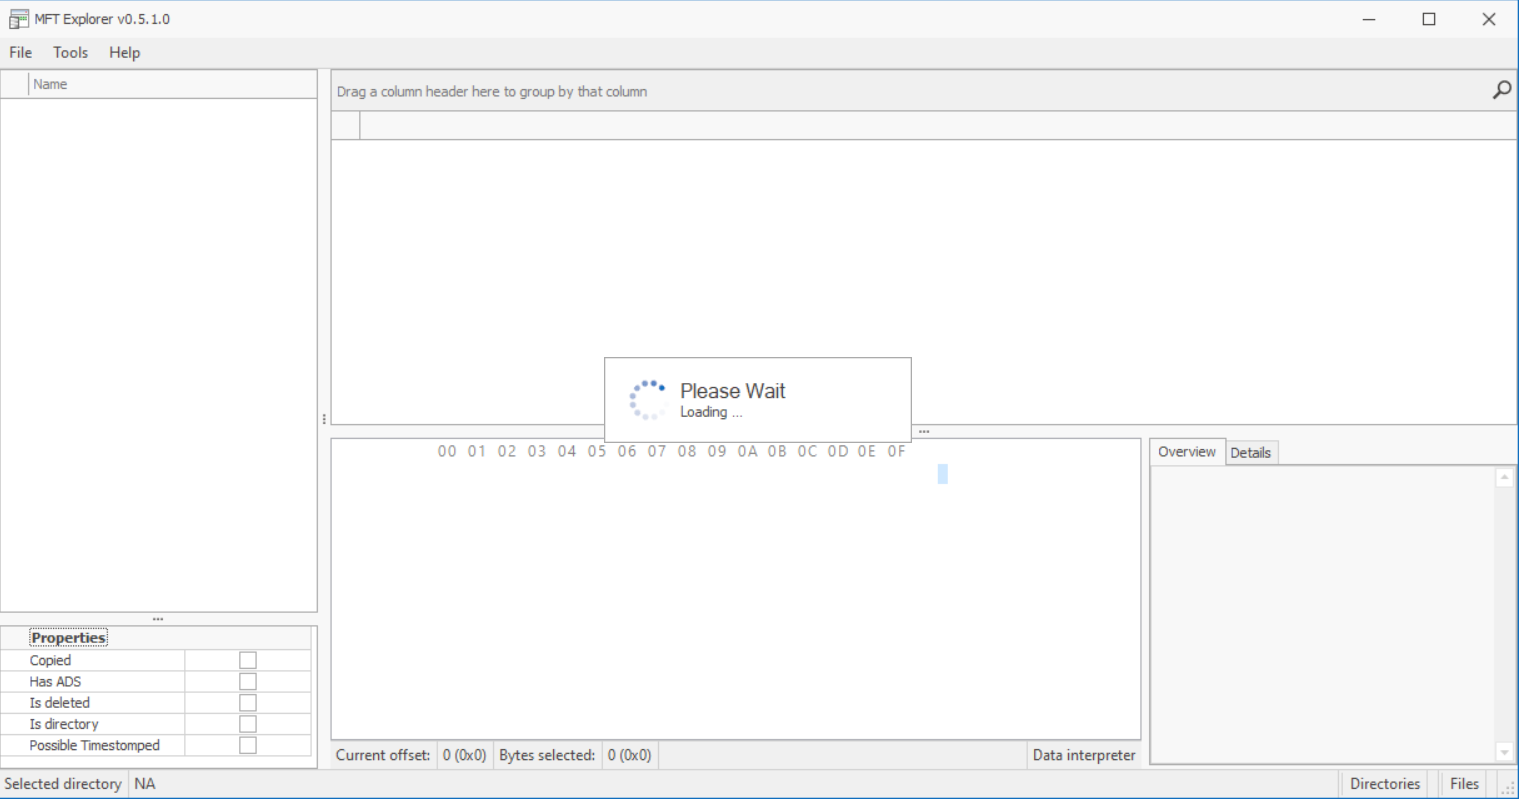 MFT Explorer v0.5.1.0
File Tools Help
Name
Drag a column header here to group by that column
Please Wait
Loading ...
00 01 02 03 04 05 06 07 08 09 0A 0B 0C 0D 0E 0F
Overview Details
Properties
Copied
Has ADS
Is deleted
Is directory
Possible Timestomped
Current offset: 0 (0x0) Bytes selected: 0 (0x0) Data interpreter
Selected directory NA Directories Files